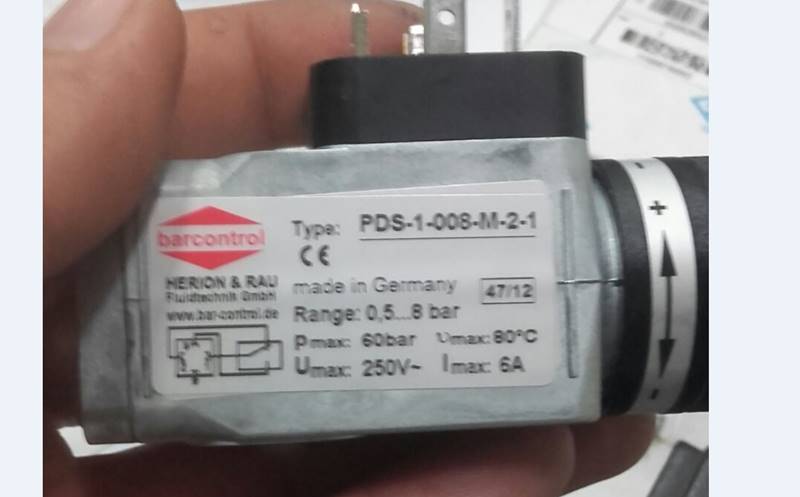 barcontrol
Type: PDS-1-008-M-2-1
CE
HERION & RAU
Fluidtechnik GmbH
www.bar-control.de
made in Germany
47/12
Range: 0,5...8 bar
pmax: 60bar
υmax: 80°C
Umax: 250V~
Imax: 6A
+
-
-